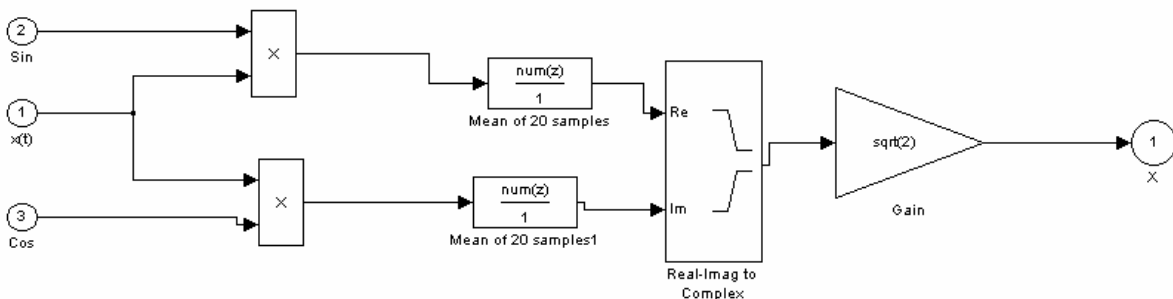 2
Sin
1
x(t)
3
Cos
×
×
num(z)
1
Mean of 20 samples
num(z)
1
Mean of 20 samples1
Re
Im
Real-Imag to
Complex
sqrt(2)
Gain
1
X